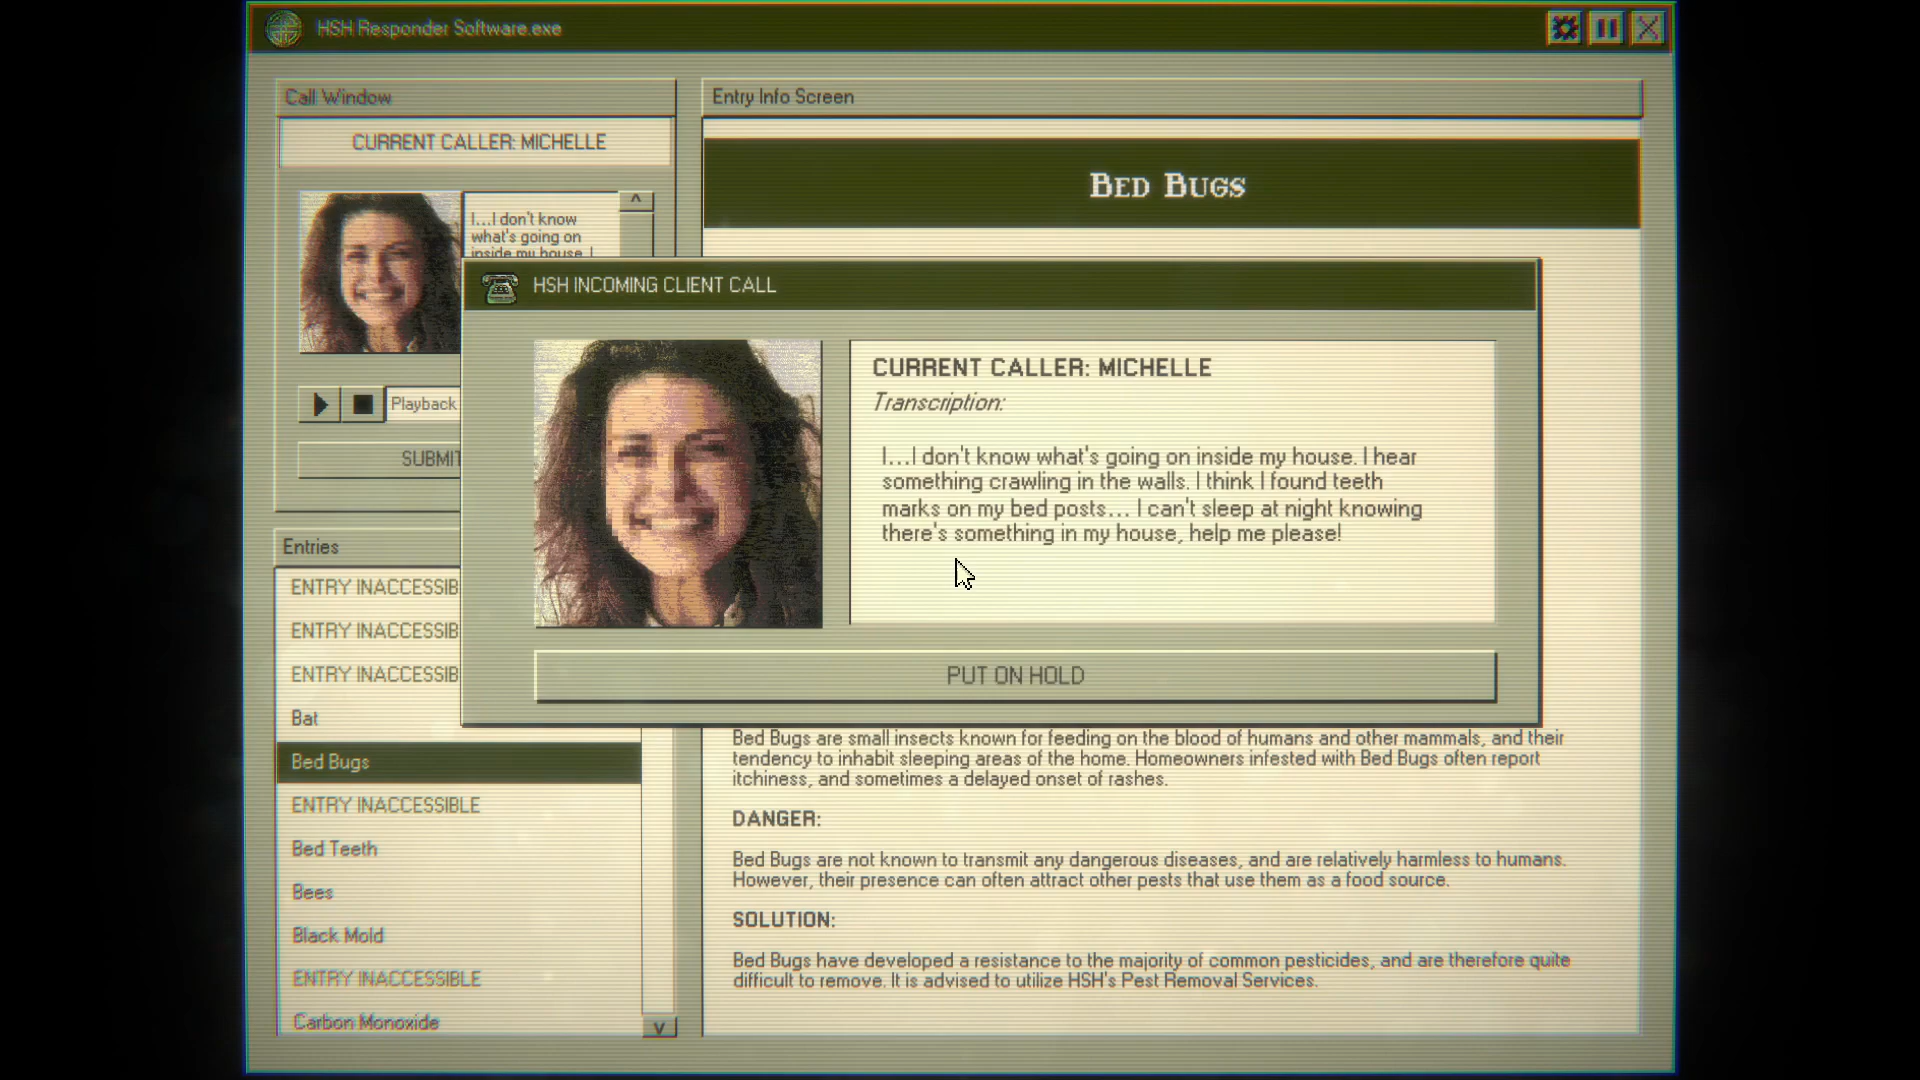 HSH Responder Software.exe
Call Window
CURRENT CALLER: MICHELLE
I...I don't know
what's going on
inside my house. I
Playback
SUBMIT
Entries
ENTRY INACCESSIB
ENTRY INACCESSIB
ENTRY INACCESSIB
Bat
Bed Bugs
ENTRY INACCESSIBLE
Bed Teeth
Bees
Black Mold
ENTRY INACCESSIBLE
Carbon Monoxide
Entry Info Screen
BED BUGS
HSH INCOMING CLIENT CALL
CURRENT CALLER: MICHELLE
Transcription:
I...I don't know what's going on inside my house. I hear
something crawling in the walls. I think I found teeth
marks on my bed posts... I can't sleep at night knowing
there's something in my house, help me please!
PUT ON HOLD
Bed Bugs are small insects known for feeding on the blood of humans and other mammals, and their
tendency to inhabit sleeping areas of the home. Homeowners infested with Bed Bugs often report
itchiness, and sometimes a delayed onset of rashes.
DANGER:
Bed Bugs are not known to transmit any dangerous diseases, and are relatively harmless to humans.
However, their presence can often attract other pests that use them as a food source.
SOLUTION:
Bed Bugs have developed a resistance to the majority of common pesticides, and are therefore quite
difficult to remove. It is advised to utilize HSH's Pest Removal Services.